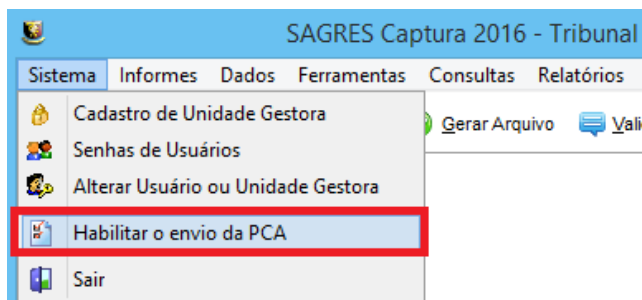 SAGRES Captura 2016 - Tribunal
Sistema Informes Dados Ferramentas Consultas Relatórios
Cadastro de Unidade Gestora
Gerar Arquivo
Senhas de Usuários
Alterar Usuário ou Unidade Gestora
Habilitar o envio da PCA
Sair